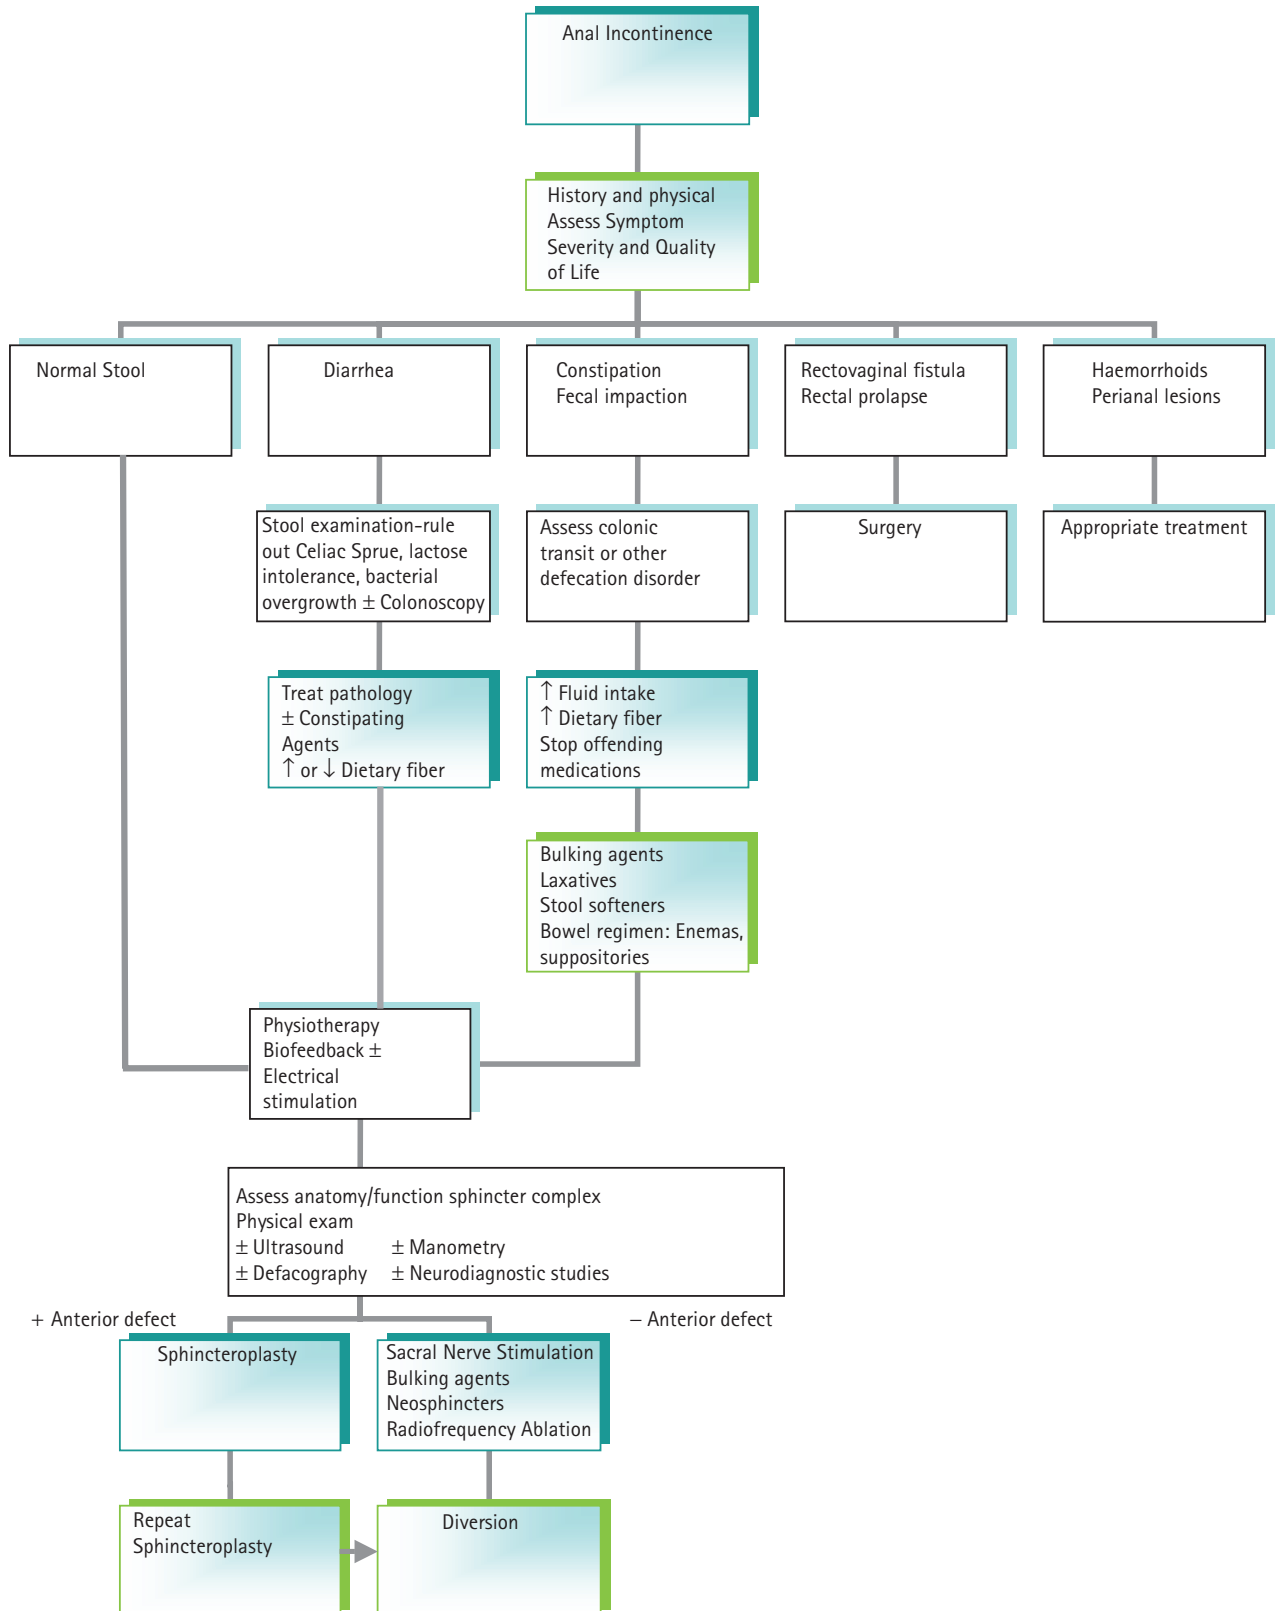 Anal Incontinence
History and physical
Assess Symptom
Severity and Quality
of Life
Normal Stool
Diarrhea
Constipation
Fecal impaction
Rectovaginal fistula
Rectal prolapse
Haemorrhoids
Perianal lesions
Stool examination-rule
out Celiac Sprue, lactose
intolerance, bacterial
overgrowth ± Colonoscopy
Assess colonic
transit or other
defecation disorder
Surgery
Appropriate treatment
Treat pathology
± Constipating
Agents
↑ or ↓ Dietary fiber
↑ Fluid intake
↑ Dietary fiber
Stop offending
medications
Bulking agents
Laxatives
Stool softeners
Bowel regimen: Enemas,
suppositories
Physiotherapy
Biofeedback ±
Electrical
stimulation
Assess anatomy/function sphincter complex
Physical exam
± Ultrasound ± Manometry
± Defacography ± Neurodiagnostic studies
+ Anterior defect
– Anterior defect
Sphincteroplasty
Sacral Nerve Stimulation
Bulking agents
Neosphincters
Radiofrequency Ablation
Repeat
Sphincteroplasty
Diversion